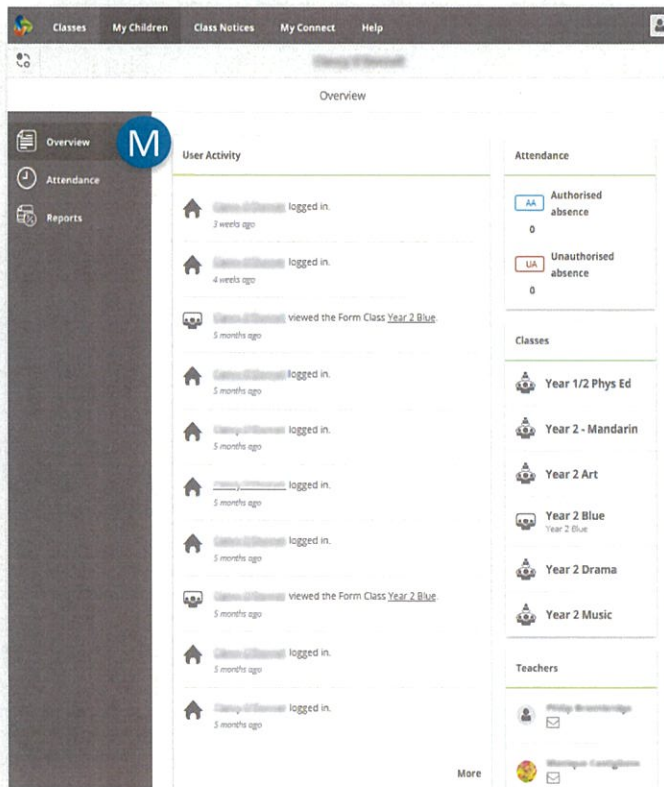 Classes My Children Class Notices My Connect Help
Overview
Overview
M
Attendance
Reports
User Activity
logged in.
3 weeks ago
logged in.
4 weeks ago
viewed the Form Class Year 2 Blue.
5 months ago
logged in.
5 months ago
logged in.
5 months ago
logged in.
5 months ago
logged in.
5 months ago
viewed the Form Class Year 2 Blue.
5 months ago
logged in.
5 months ago
logged in.
5 months ago
More
Attendance
AA Authorised
absence
0
UA Unauthorised
absence
0
Classes
Year 1/2 Phys Ed
Year 2 - Mandarin
Year 2 Art
Year 2 Blue
Year 2 Blue
Year 2 Drama
Year 2 Music
Teachers